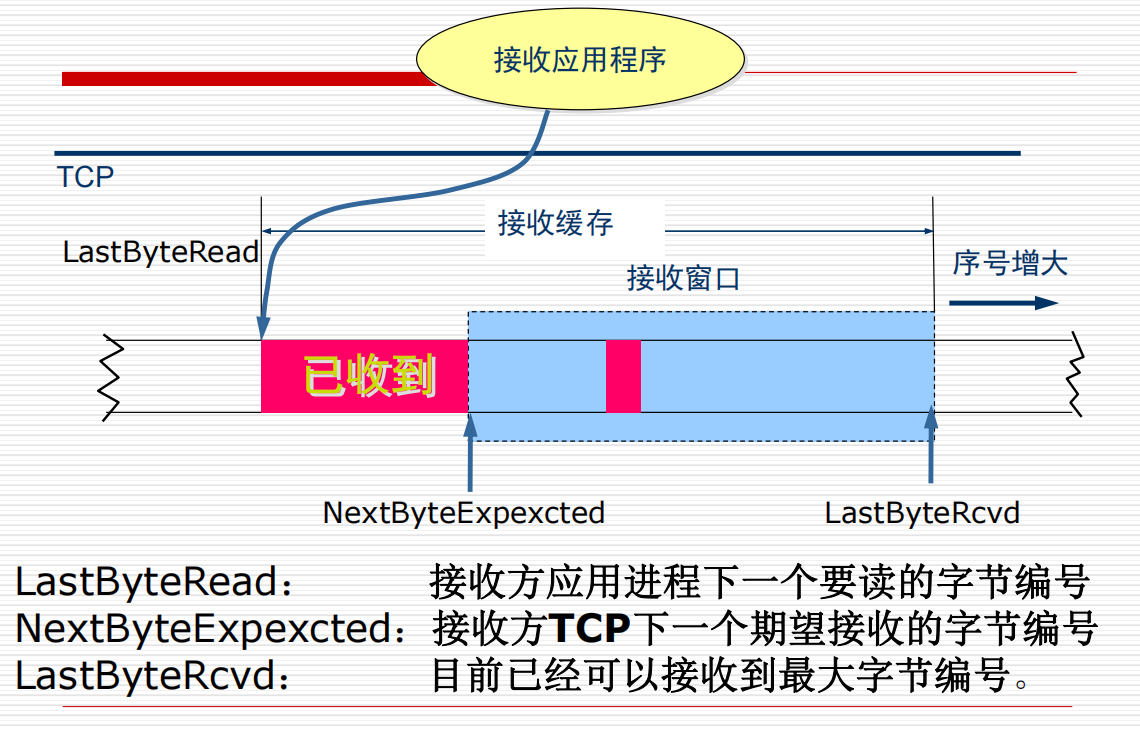 接收应用程序
TCP
接收缓存
LastByteRead
序号增大
接收窗口
已收到
NextByteExpexcted
LastByteRcvd
LastByteRead： 接收方应用进程下一个要读的字节编号
NextByteExpexcted：接收方TCP下一个期望接收的字节编号
LastByteRcvd： 目前已经可以接收到最大字节编号。